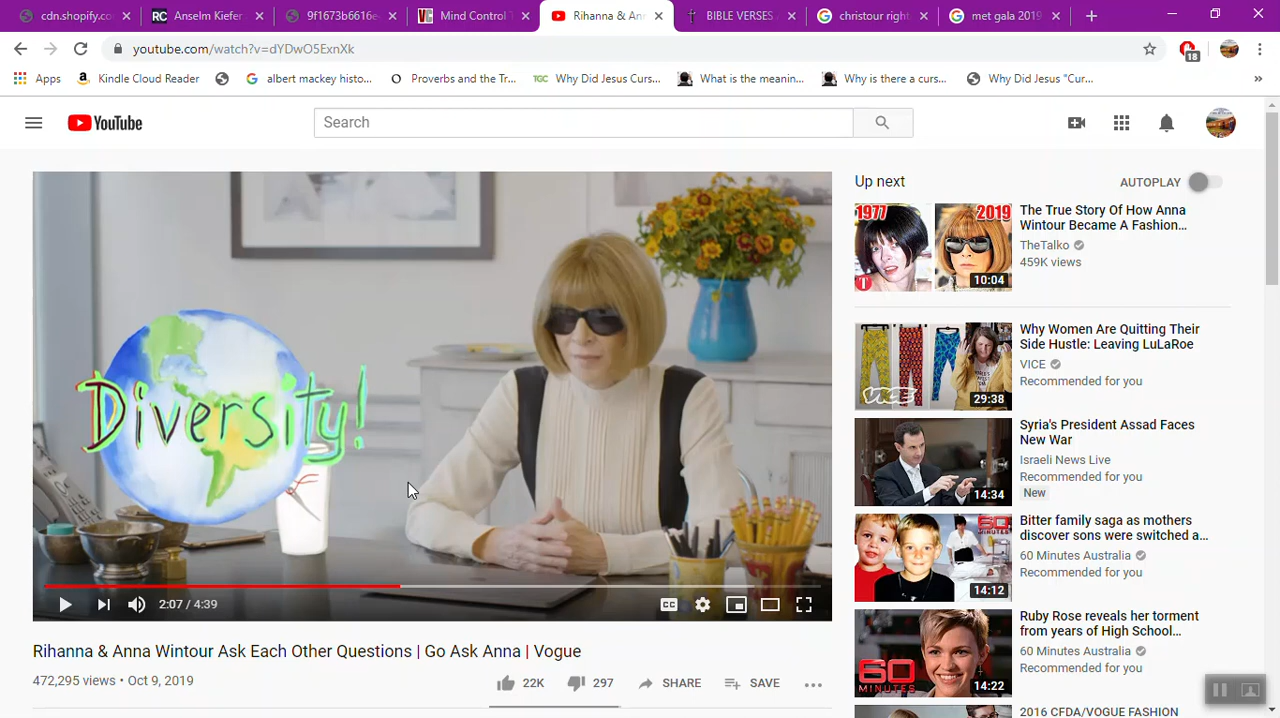 cdn.shopify.co
Anselm Kiefer
9f1673b6616e
Mind Control T
Rihanna & Ann
BIBLE VERSES
christour right
met gala 2019
youtube.com/watch?v=dYDwO5ExnXk
18
Apps
Kindle Cloud Reader
albert mackey histo...
Proverbs and the Tr...
TGC Why Did Jesus Curs...
What is the meanin...
Why is there a curs...
Why Did Jesus "Cur...
YouTube
Search
Diversity!
2:07 / 4:39
CC
Rihanna & Anna Wintour Ask Each Other Questions | Go Ask Anna | Vogue
472,295 views • Oct 9, 2019
22K
297
SHARE
SAVE
Up next
AUTOPLAY
1977
2019
10:04
The True Story Of How Anna
Wintour Became A Fashion...
TheTalko
459K views
VICE
29:38
Why Women Are Quitting Their
Side Hustle: Leaving LuLaRoe
VICE
Recommended for you
14:34
Syria's President Assad Faces
New War
Israeli News Live
Recommended for you
New
60
14:12
Bitter family saga as mothers
discover sons were switched a...
60 Minutes Australia
Recommended for you
60
MINUTES
14:22
Ruby Rose reveals her torment
from years of High School...
60 Minutes Australia
Recommended for you
2016 CFDA/VOGUE FASHION